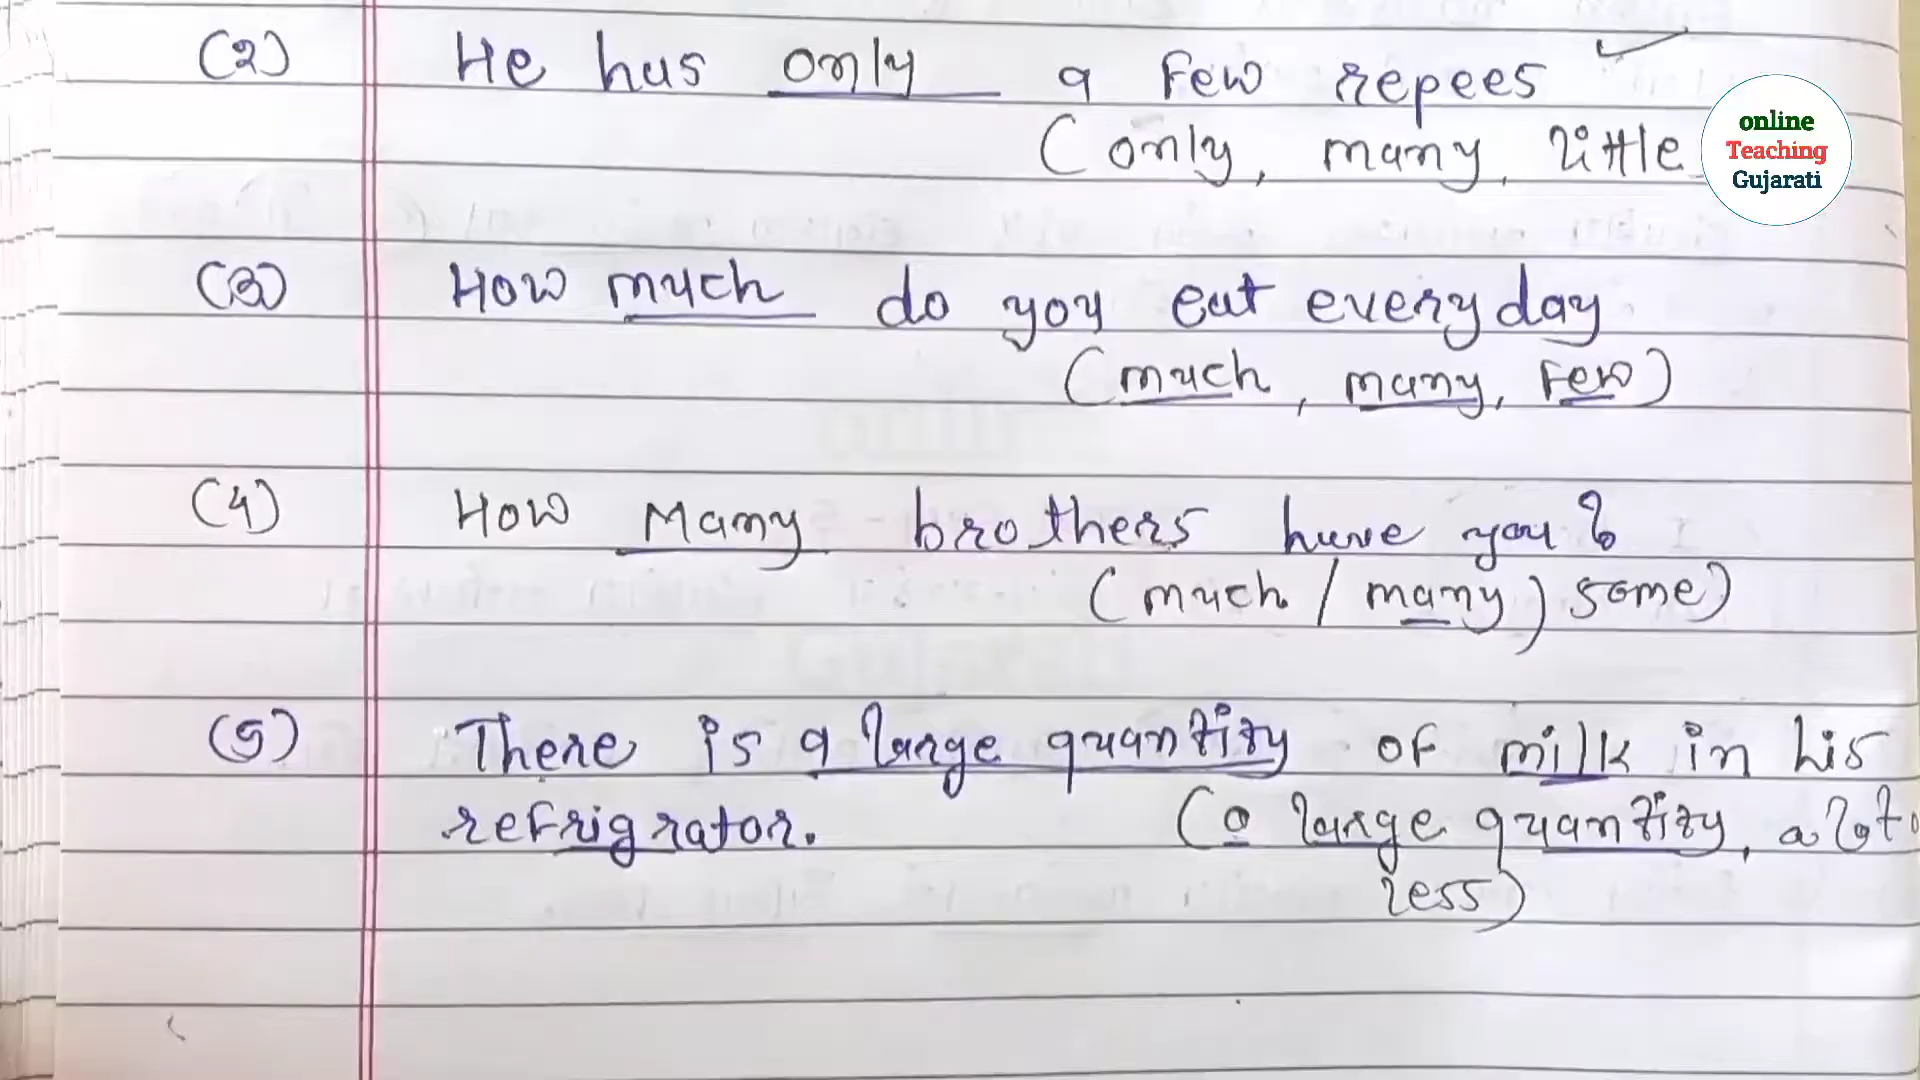 (2) He has only a few repees
(only, many, little
online
Teaching
Gujarati
(3) How much do you eat everyday
(much, many, few)
(4) How Many brothers have you?
(much / many) some)
(5) There is a large quantity of milk in his
refrigrator. (a large quantity, a lot
less)